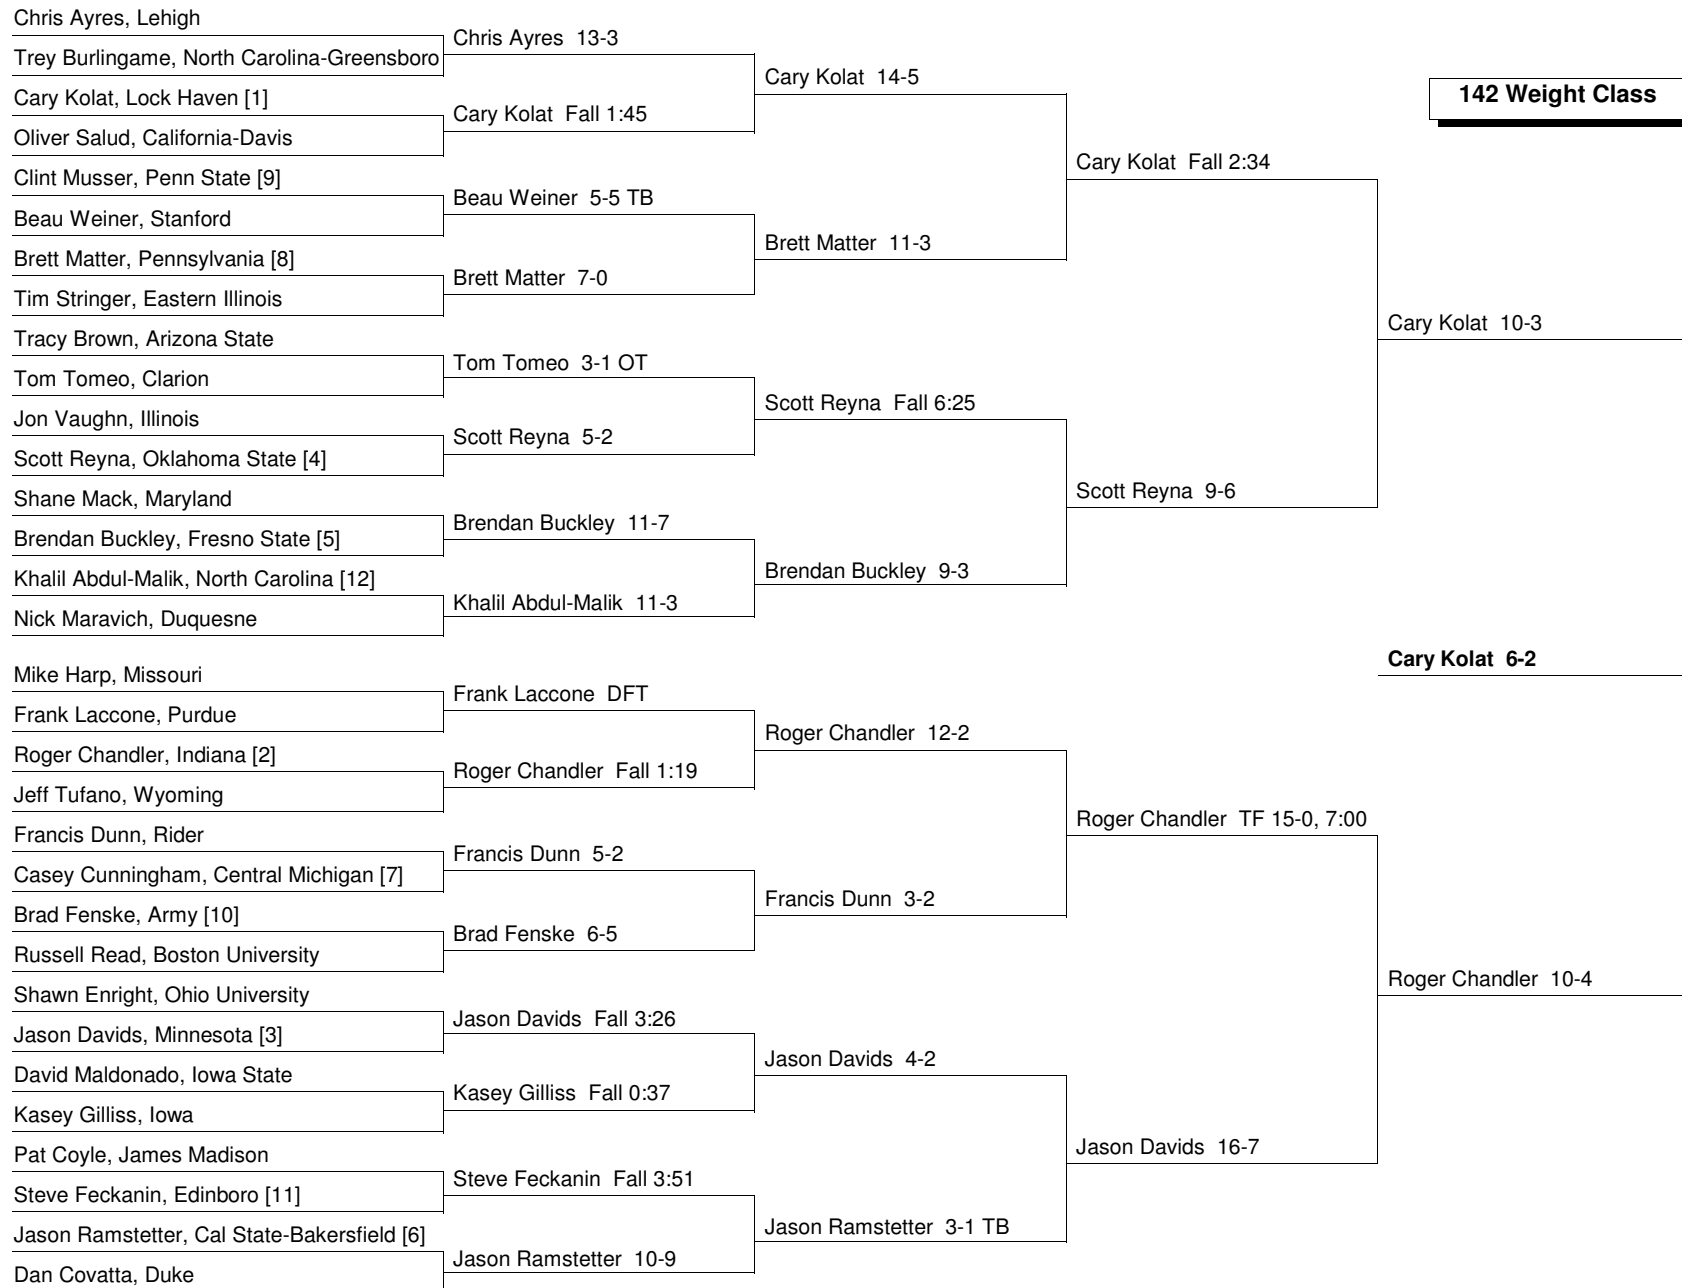 Chris Ayres, Lehigh
Trey Burlingame, North Carolina-Greensboro
Cary Kolat, Lock Haven [1]
Oliver Salud, California-Davis
Clint Musser, Penn State [9]
Beau Weiner, Stanford
Brett Matter, Pennsylvania [8]
Tim Stringer, Eastern Illinois
Tracy Brown, Arizona State
Tom Tomeo, Clarion
Jon Vaughn, Illinois
Scott Reyna, Oklahoma State [4]
Shane Mack, Maryland
Brendan Buckley, Fresno State [5]
Khalil Abdul-Malik, North Carolina [12]
Nick Maravich, Duquesne
Mike Harp, Missouri
Frank Laccone, Purdue
Roger Chandler, Indiana [2]
Jeff Tufano, Wyoming
Francis Dunn, Rider
Casey Cunningham, Central Michigan [7]
Brad Fenske, Army [10]
Russell Read, Boston University
Shawn Enright, Ohio University
Jason Davids, Minnesota [3]
David Maldonado, Iowa State
Kasey Gilliss, Iowa
Pat Coyle, James Madison
Steve Feckanin, Edinboro [11]
Jason Ramstetter, Cal State-Bakersfield [6]
Dan Covatta, Duke
Chris Ayres 13-3
Cary Kolat Fall 1:45
Beau Weiner 5-5 TB
Brett Matter 7-0
Tom Tomeo 3-1 OT
Scott Reyna 5-2
Brendan Buckley 11-7
Khalil Abdul-Malik 11-3
Frank Laccone DFT
Roger Chandler Fall 1:19
Francis Dunn 5-2
Brad Fenske 6-5
Jason Davids Fall 3:26
Kasey Gilliss Fall 0:37
Steve Feckanin Fall 3:51
Jason Ramstetter 10-9
Cary Kolat 14-5
Brett Matter 11-3
Scott Reyna Fall 6:25
Brendan Buckley 9-3
Roger Chandler 12-2
Francis Dunn 3-2
Jason Davids 4-2
Jason Ramstetter 3-1 TB
Cary Kolat Fall 2:34
Scott Reyna 9-6
Roger Chandler TF 15-0, 7:00
Jason Davids 16-7
142 Weight Class
Cary Kolat 10-3
Cary Kolat 6-2
Roger Chandler 10-4